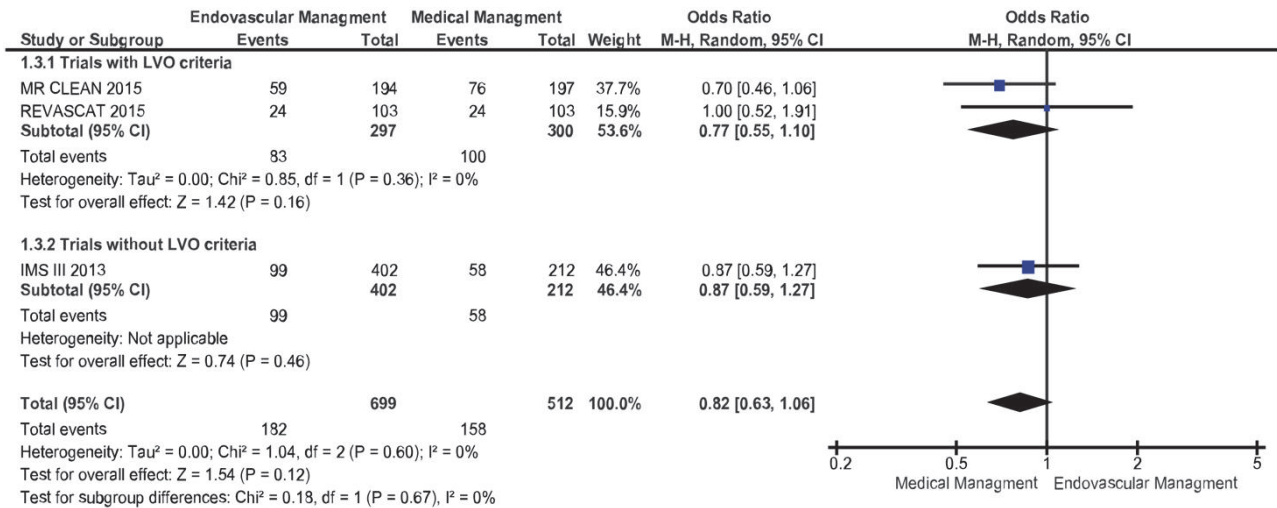 Endovascular Managment Medical Managment Odds Ratio Odds Ratio
Study or Subgroup Events Total Events Total Weight M-H, Random, 95% CI M-H, Random, 95% CI
1.3.1 Trials with LVO criteria
MR CLEAN 2015 59 194 76 197 37.7% 0.70 [0.46, 1.06]
REVASCAT 2015 24 103 24 103 15.9% 1.00 [0.52, 1.91]
Subtotal (95% CI) 297 300 53.6% 0.77 [0.55, 1.10]
Total events 83 100
Heterogeneity: Tau² = 0.00; Chi² = 0.85, df = 1 (P = 0.36); I² = 0%
Test for overall effect: Z = 1.42 (P = 0.16)
1.3.2 Trials without LVO criteria
IMS III 2013 99 402 58 212 46.4% 0.87 [0.59, 1.27]
Subtotal (95% CI) 402 212 46.4% 0.87 [0.59, 1.27]
Total events 99 58
Heterogeneity: Not applicable
Test for overall effect: Z = 0.74 (P = 0.46)
Total (95% CI) 699 512 100.0% 0.82 [0.63, 1.06]
Total events 182 158
Heterogeneity: Tau² = 0.00; Chi² = 1.04, df = 2 (P = 0.60); I² = 0%
Test for overall effect: Z = 1.54 (P = 0.12)
Test for subgroup differences: Chi² = 0.18, df = 1 (P = 0.67), I² = 0%
0.2 0.5 1 2 5
Medical Managment Endovascular Managment